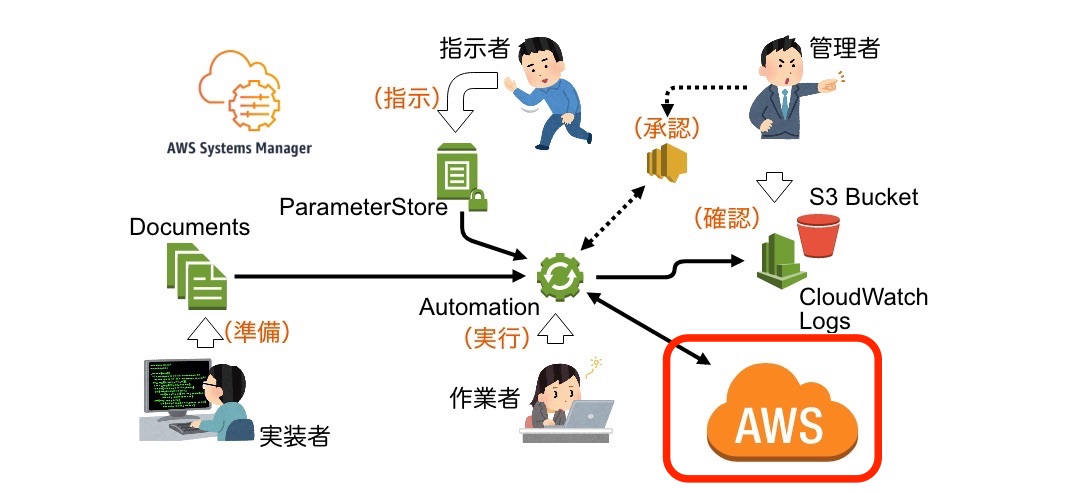 指示者
管理者
(指示)
(承認)
AWS Systems Manager
ParameterStore
S3 Bucket
(確認)
Documents
Automation
CloudWatch
Logs
(準備)
(実行)
作業者
実装者
AWS